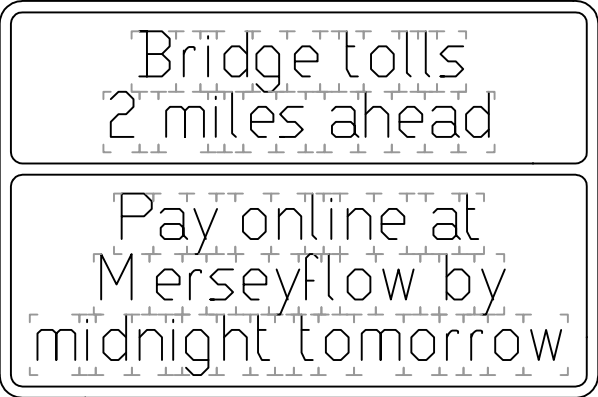 Bridge tolls
2 miles ahead
Pay online at
Merseyflow by
midnight tomorrow